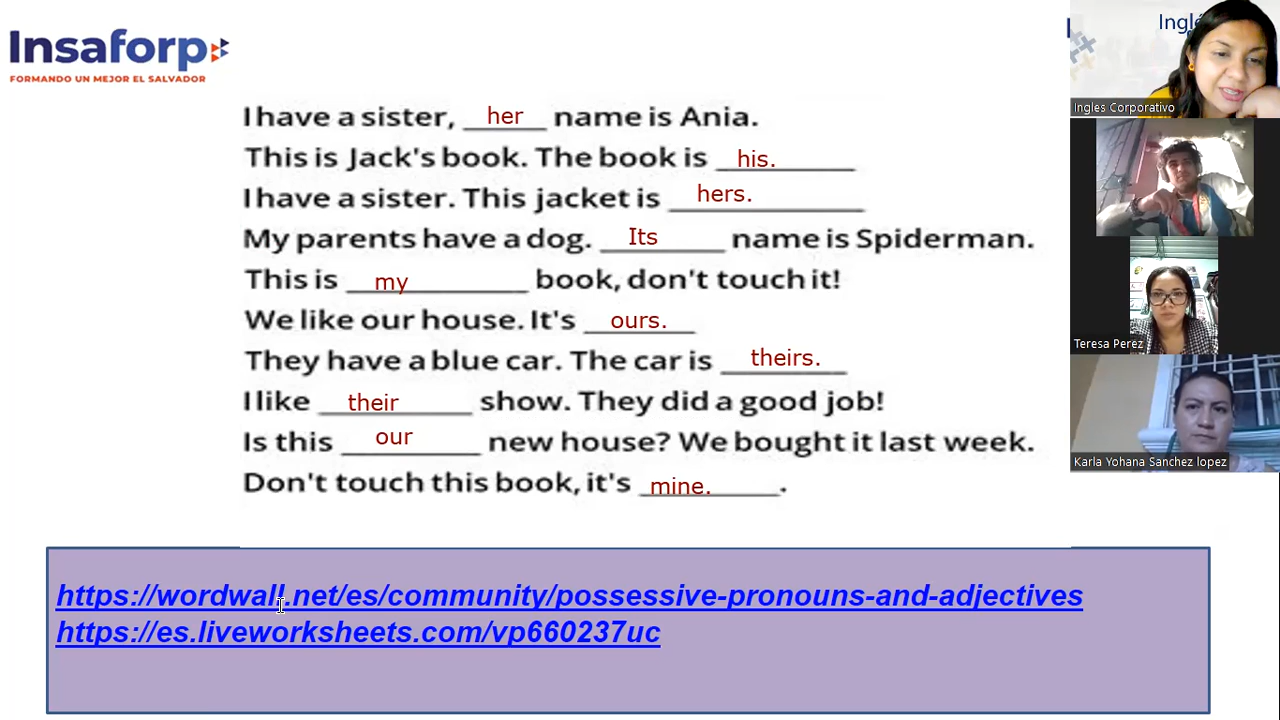 Insaforp
FORMANDO UN MEJOR EL SALVADOR
I have a sister, her name is Ania.
This is Jack's book. The book is his.
I have a sister. This jacket is hers.
My parents have a dog. Its name is Spiderman.
This is my book, don't touch it!
We like our house. It's ours.
They have a blue car. The car is theirs.
I like their show. They did a good job!
Is this our new house? We bought it last week.
Don't touch this book, it's mine. .
https://wordwall.net/es/community/possessive-pronouns-and-adjectives
https://es.liveworksheets.com/vp660237uc
Ingles Corporativo
Teresa Perez
Karla Yohana Sanchez lopez